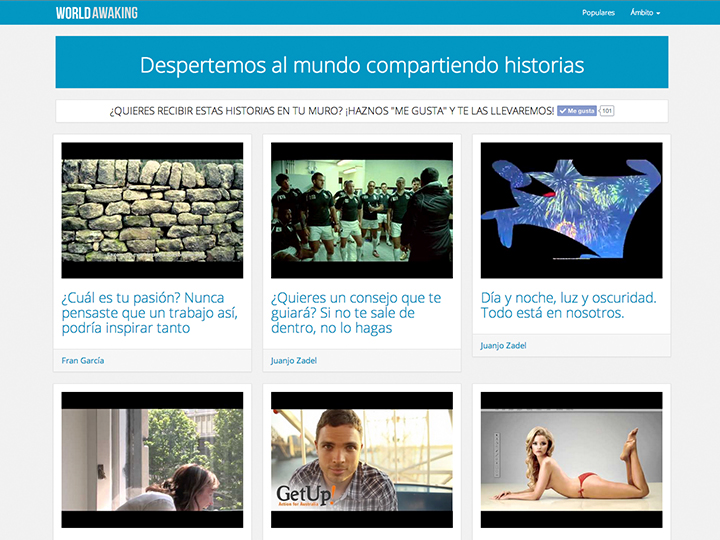 WORLD AWAKING
Populares
Ámbito
Despertemos al mundo compartiendo historias
¿QUIERES RECIBIR ESTAS HISTORIAS EN TU MURO? ¡HAZNOS "ME GUSTA" Y TE LAS LLEVAREMOS!
Me gusta
101
¿Cuál es tu pasión? Nunca
pensaste que un trabajo así,
podría inspirar tanto
Fran García
¿Quieres un consejo que te
guiará? Si no te sale de
dentro, no lo hagas
Juanjo Zadel
Día y noche, luz y oscuridad.
Todo está en nosotros.
Juanjo Zadel
GetUp!
Action for Australia